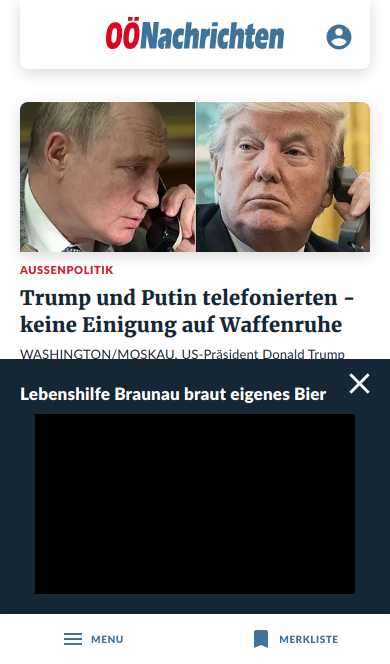 OÖNachrichten
AUSSENPOLITIK
Trump und Putin telefonierten -
keine Einigung auf Waffenruhe
WASHINGTON/MOSKAU. US-Präsident Donald Trump
Lebenshilfe Braunau braut eigenes Bier
MENU
MERKLISTE